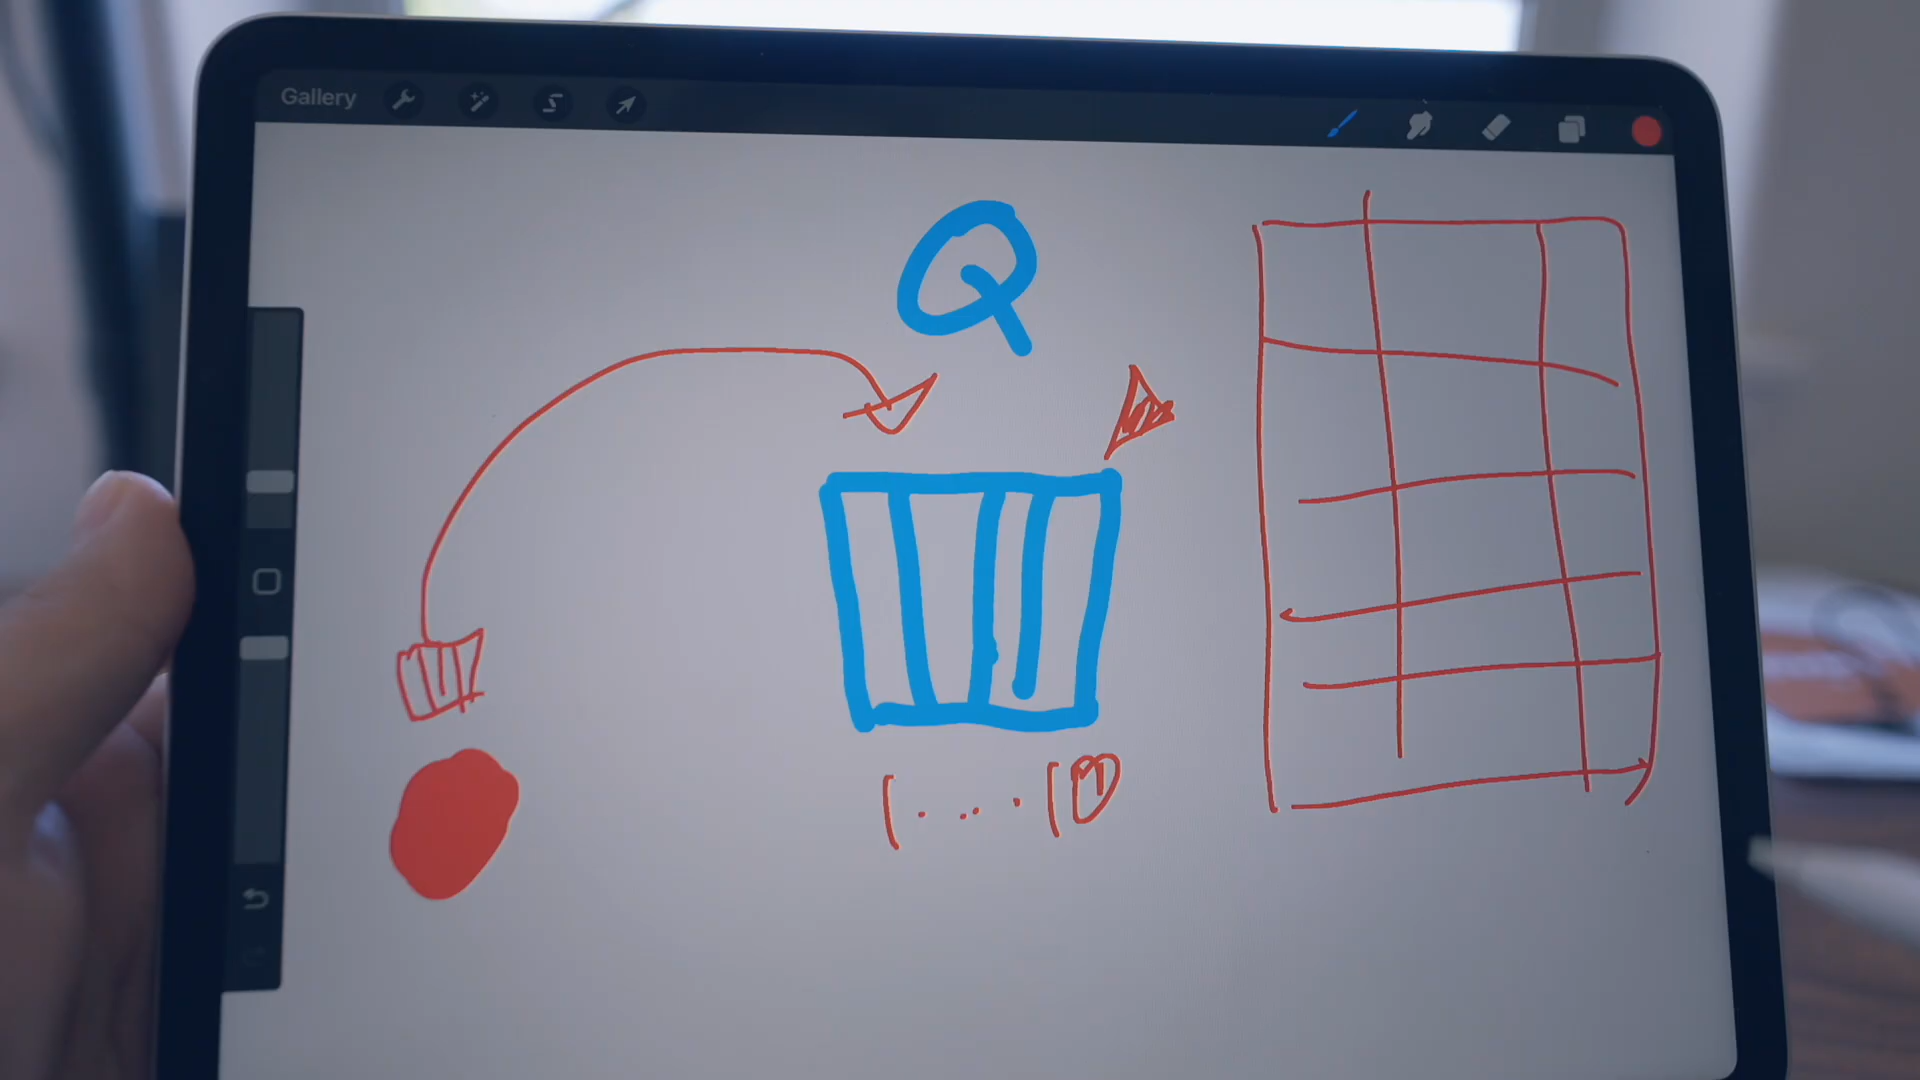 Gallery
Q
1 . . . . 10